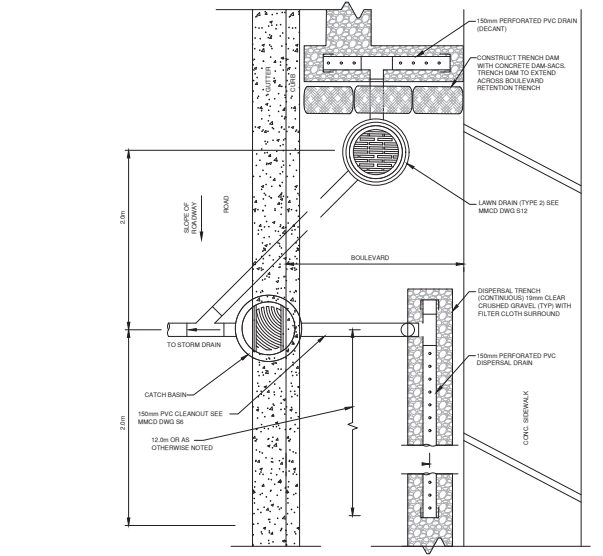 150mm PERFORATED PVC DRAIN
(DECANT)
CONSTRUCT TRENCH DAM
WITH CONCRETE DAM-SACS.
TRENCH DAM TO EXTEND
ACROSS BOULEVARD
RETENTION TRENCH
GUTTER
CURB
LAWN DRAIN (TYPE 2) SEE
MMCD DWG S12
2.0m
SLOPE OF
ROADWAY
ROAD
BOULEVARD
DISPERSAL TRENCH
(CONTINUOUS) 19mm CLEAR
CRUSHED GRAVEL (TYP) WITH
FILTER CLOTH SURROUND
TO STORM DRAIN
150mm PERFORATED PVC
DISPERSAL DRAIN
CATCH BASIN
150mm PVC CLEANOUT SEE
MMCD DWG S6
12.0m OR AS
OTHERWISE NOTED
2.0m
CONC. SIDEWALK